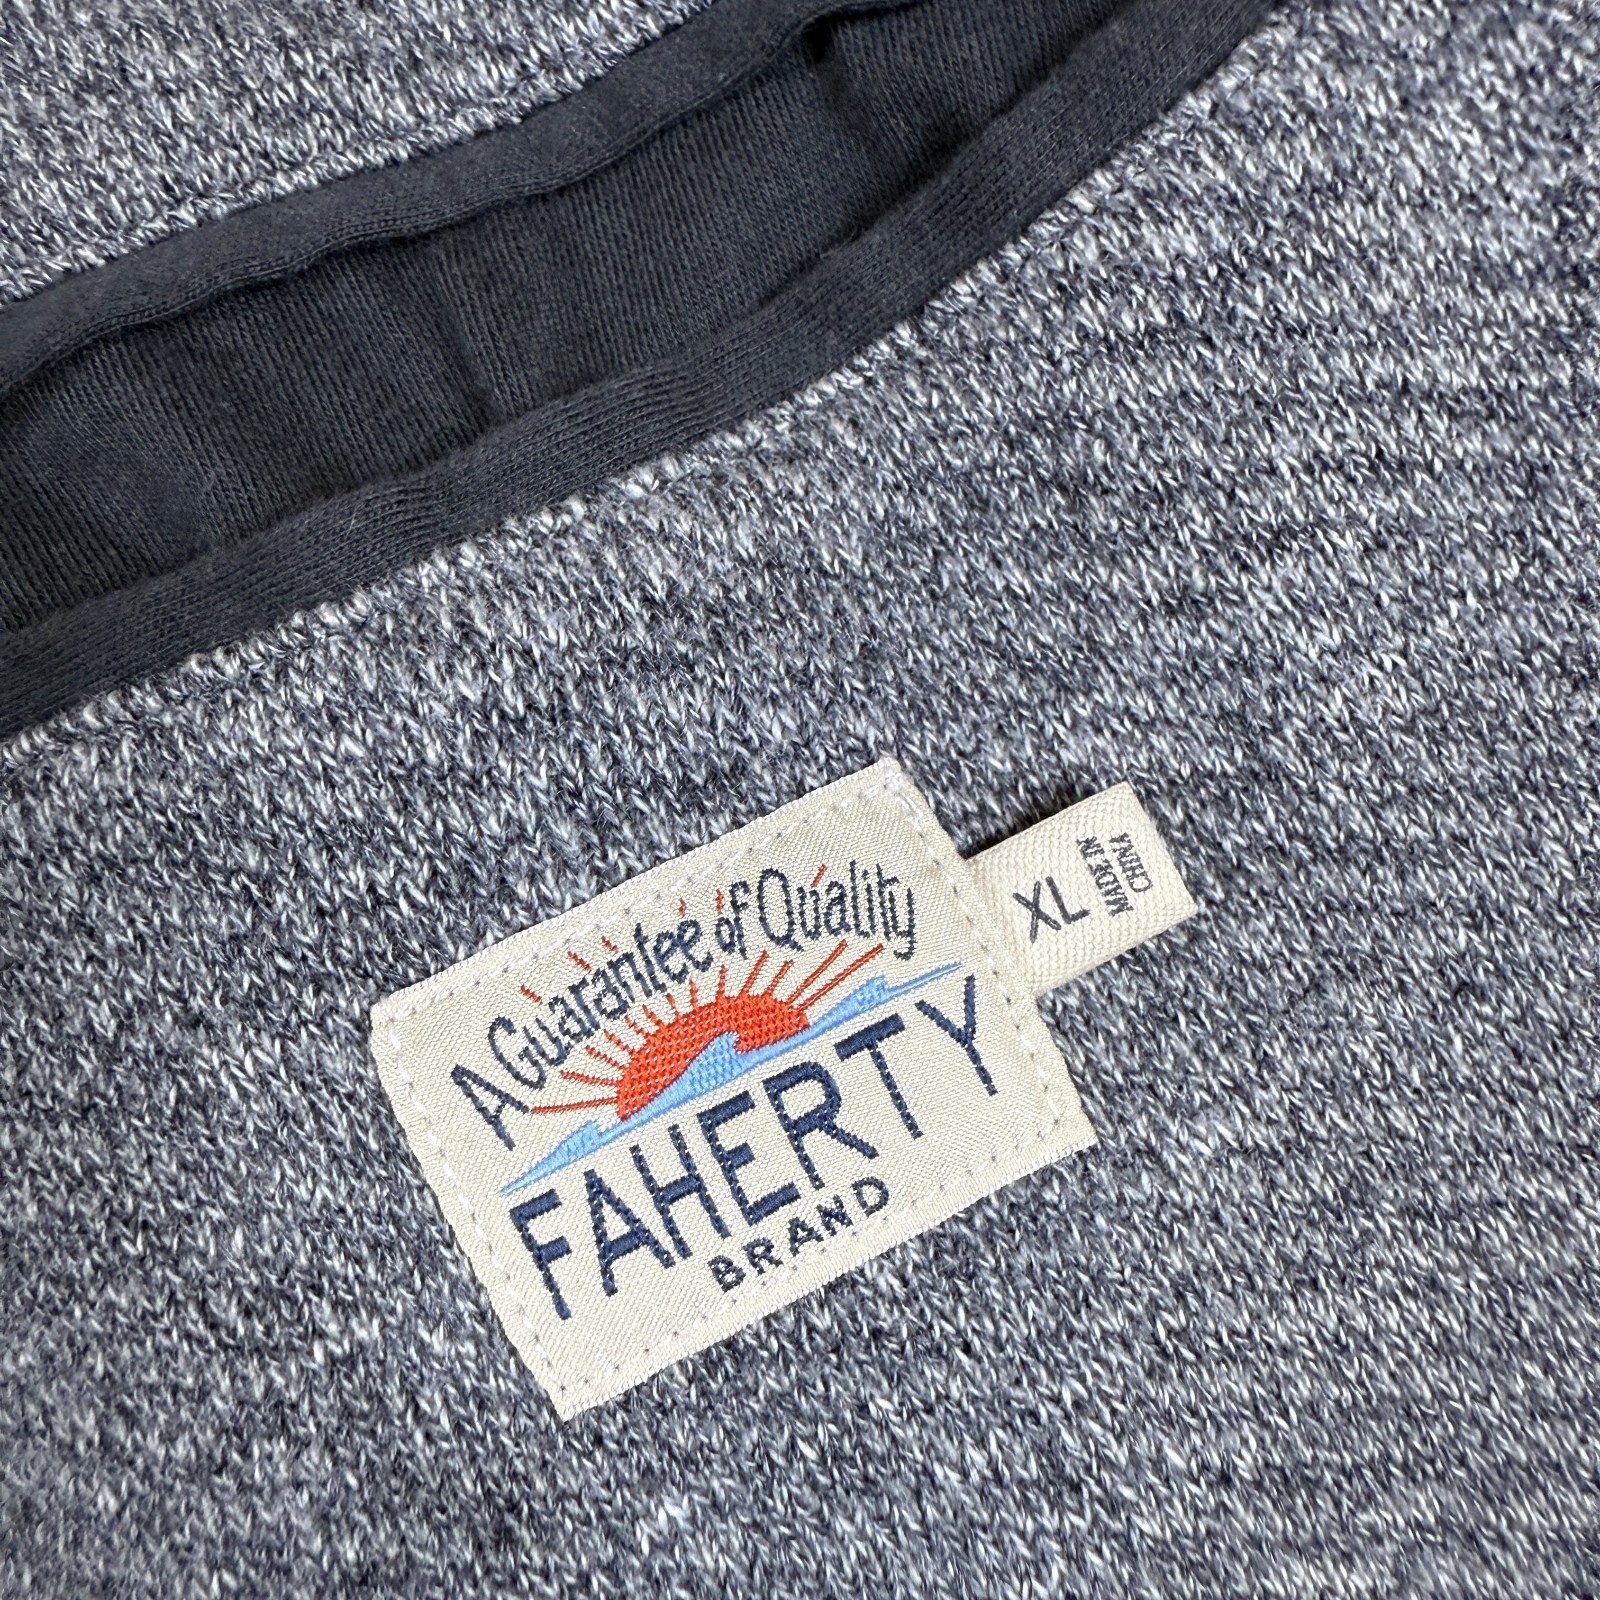 A Guarantee of Quality
FAHERTY
BRAND
XL
MADE IN
CHINA